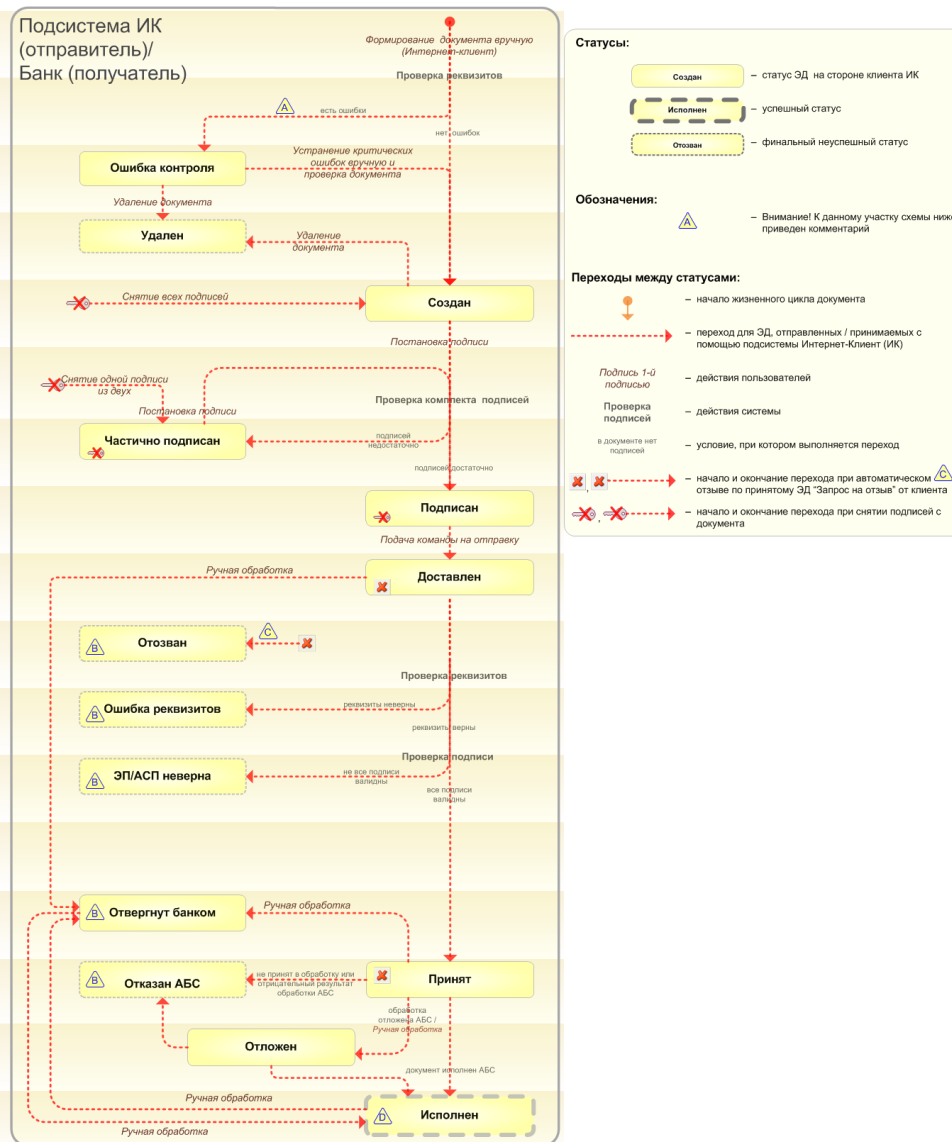 Подсистема ИК
(отправитель)/
Банк (получатель)
Формирование документа вручную
(Интернет-клиент)
Проверка реквизитов
A
есть ошибки
нет ошибок
Ошибка контроля
Устранение критических
ошибок вручную и
проверка документа
Удаление документа
Удален
Удаление
документа
Снятие всех подписей
Создан
Постановка подписи
Снятие одной подписи
из двух
Проверка комплекта подписей
Постановка подписи
Частично подписан
подписей
недостаточно
подписей достаточно
Подписан
Подача команды на отправку
Ручная обработка
Доставлен
B
Отозван
C
Проверка реквизитов
B
Ошибка реквизитов
реквизиты неверны
реквизиты верны
Проверка подписи
B
ЭП/АСП неверна
не все подписи
валидны
все подписи
валидны
B
Отвергнут банком
Ручная обработка
B
Отказан АБС
не принят в обработку или
отрицательный результат
обработки АБС
Принят
обработка
отложена АБС /
Ручная обработка
Отложен
документ исполнен АБС
Ручная обработка
D
Исполнен
Ручная обработка
Статусы:
Создан
– статус ЭД на стороне клиента ИК
Исполнен
– успешный статус
Отозван
– финальный неуспешный статус
Обозначения:
A
– Внимание! К данному участку схемы ниже
приведен комментарий
Переходы между статусами:
– начало жизненного цикла документа
– переход для ЭД, отправленных / принимаемых с
помощью подсистемы Интернет-Клиент (ИК)
Подпись 1-й
подписью
– действия пользователей
Проверка
подписей
– действия системы
в документе нет
подписей
– условие, при котором выполняется переход
,
– начало и окончание перехода при автоматическом C
отзыве по принятому ЭД "Запрос на отзыв" от клиента
,
– начало и окончание перехода при снятии подписей с
документа